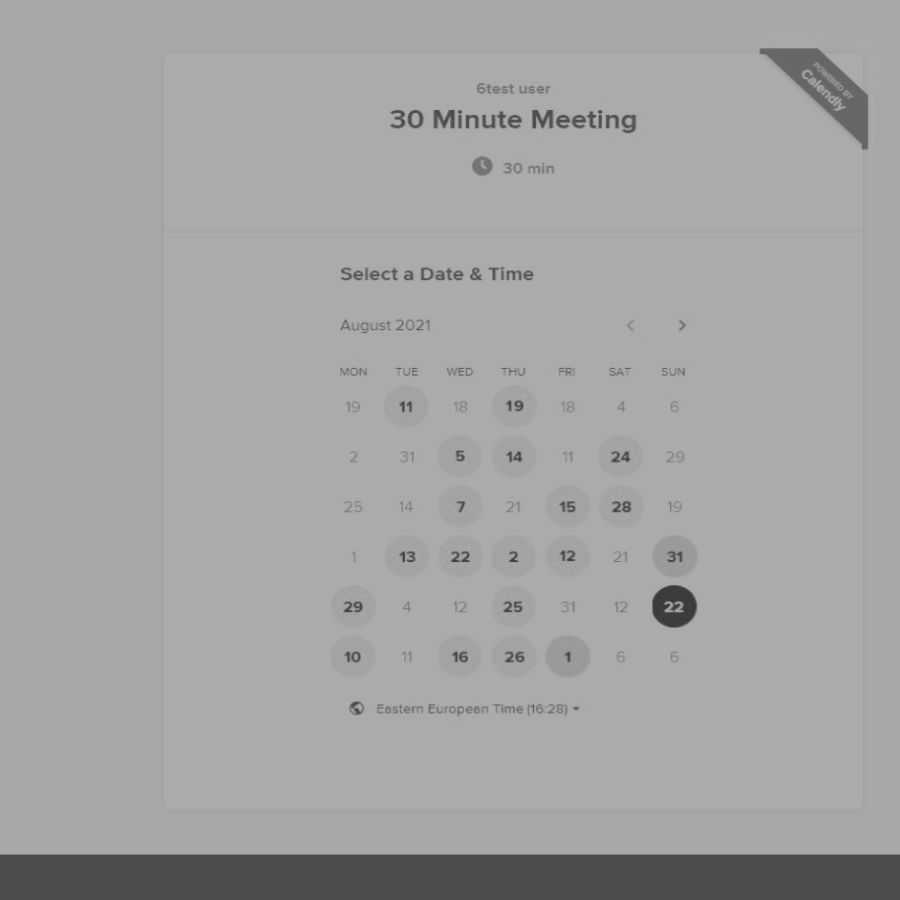 POWERED BY
Calendly
6test user
30 Minute Meeting
30 min
Select a Date & Time
August 2021
MON TUE WED THU FRI SAT SUN
19 11 18 19 18 4 6
2 31 5 14 11 24 29
25 14 7 21 15 28 19
1 13 22 2 12 21 31
29 4 12 25 31 12 22
10 11 16 26 1 6 6
Eastern European Time (16:28)